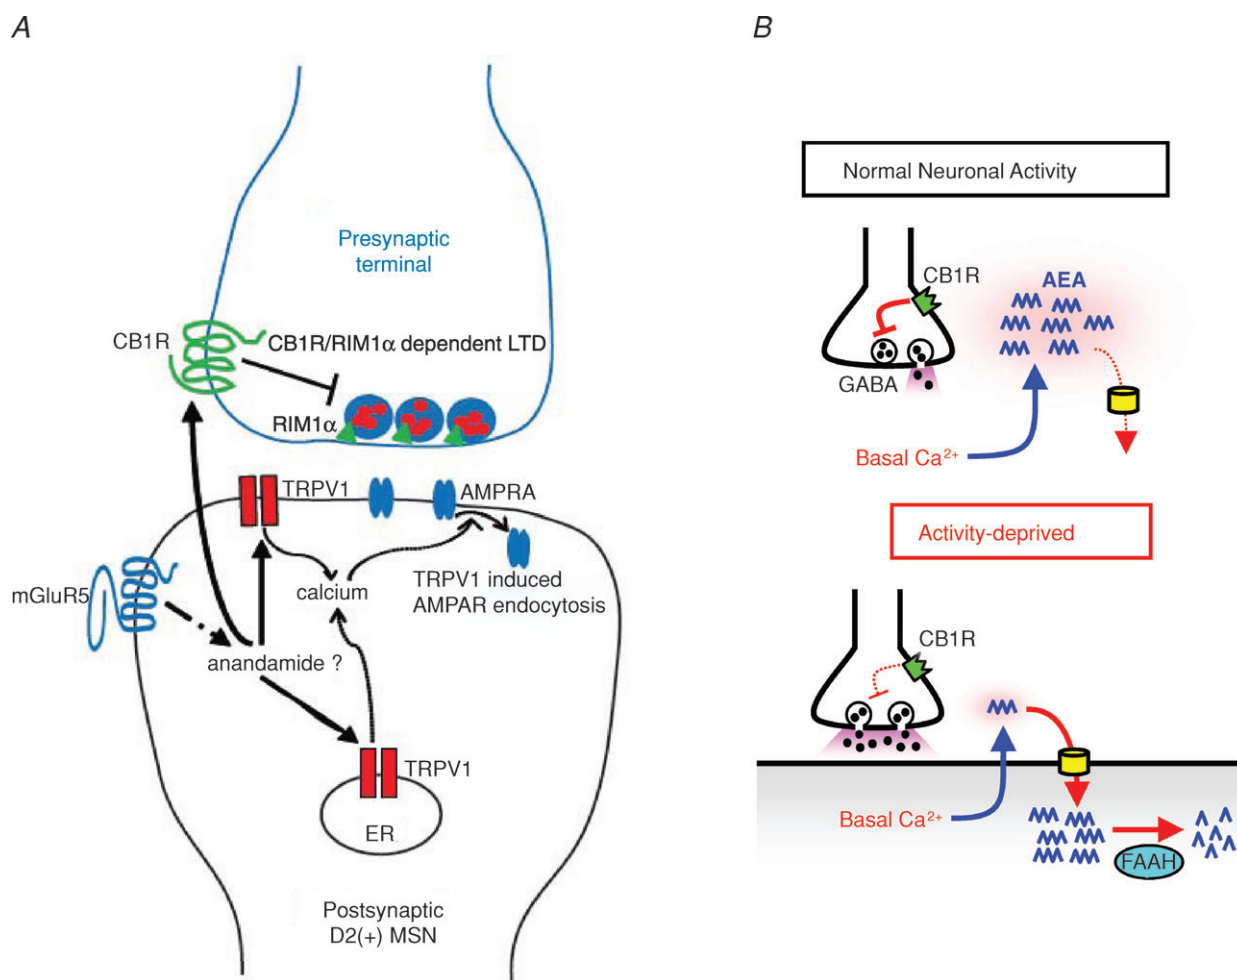 A
Presynaptic
terminal
CB1R
CB1R/RIM1α dependent LTD
RIM1α
TRPV1
AMPRA
mGluR5
calcium
TRPV1 induced
AMPAR endocytosis
anandamide ?
TRPV1
ER
Postsynaptic
D2(+) MSN
B
Normal Neuronal Activity
CB1R
AEA
GABA
Basal Ca²⁺
Activity-deprived
CB1R
Basal Ca²⁺
FAAH